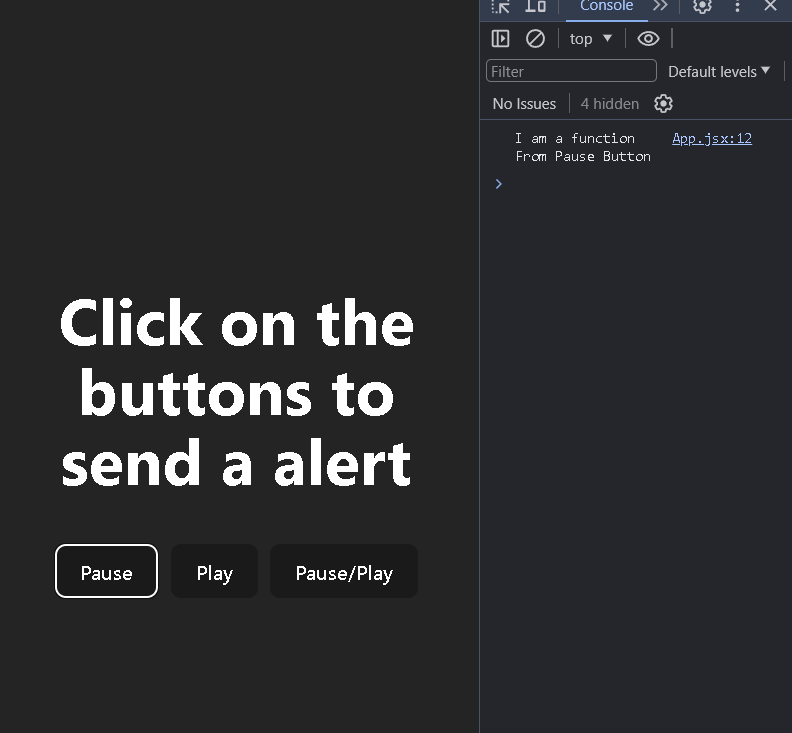 Console
top
Filter
Default levels
No Issues
4 hidden
I am a function App.jsx:12
From Pause Button
Click on the
buttons to
send a alert
Pause
Play
Pause/Play